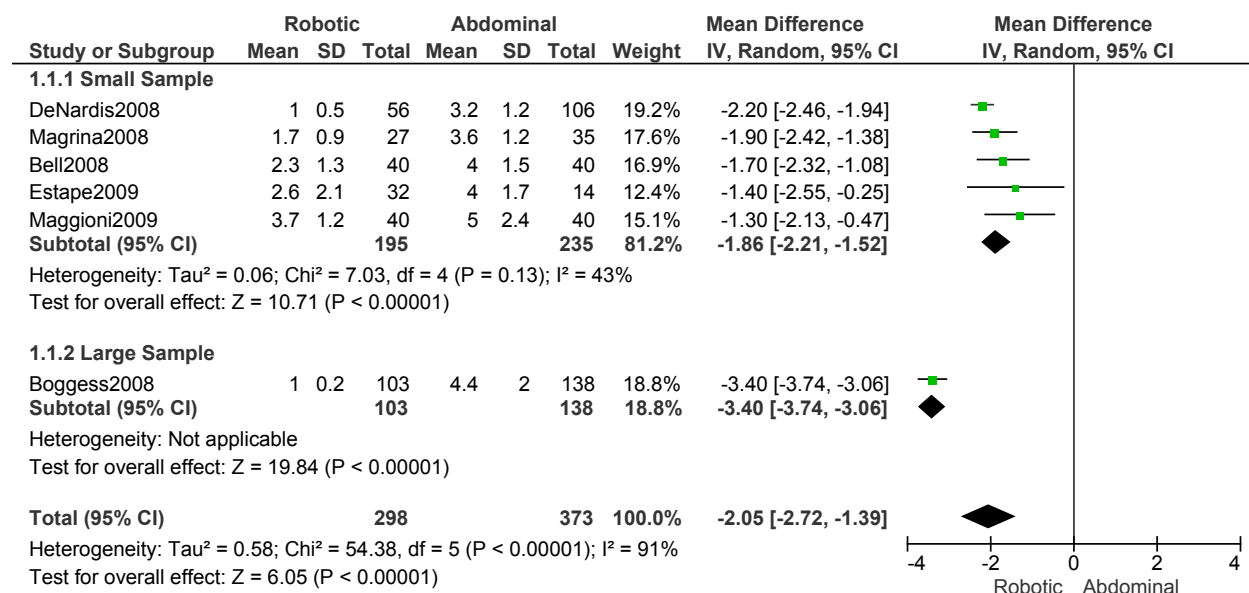 Robotic Abdominal Mean Difference Mean Difference
Study or Subgroup Mean SD Total Mean SD Total Weight IV, Random, 95% CI IV, Random, 95% CI
1.1.1 Small Sample
DeNardis2008 1 0.5 56 3.2 1.2 106 19.2% -2.20 [-2.46, -1.94]
Magrina2008 1.7 0.9 27 3.6 1.2 35 17.6% -1.90 [-2.42, -1.38]
Bell2008 2.3 1.3 40 4 1.5 40 16.9% -1.70 [-2.32, -1.08]
Estape2009 2.6 2.1 32 4 1.7 14 12.4% -1.40 [-2.55, -0.25]
Maggioni2009 3.7 1.2 40 5 2.4 40 15.1% -1.30 [-2.13, -0.47]
Subtotal (95% CI) 195 235 81.2% -1.86 [-2.21, -1.52]
Heterogeneity: Tau² = 0.06; Chi² = 7.03, df = 4 (P = 0.13); I² = 43%
Test for overall effect: Z = 10.71 (P < 0.00001)
1.1.2 Large Sample
Boggess2008 1 0.2 103 4.4 2 138 18.8% -3.40 [-3.74, -3.06]
Subtotal (95% CI) 103 138 18.8% -3.40 [-3.74, -3.06]
Heterogeneity: Not applicable
Test for overall effect: Z = 19.84 (P < 0.00001)
Total (95% CI) 298 373 100.0% -2.05 [-2.72, -1.39]
Heterogeneity: Tau² = 0.58; Chi² = 54.38, df = 5 (P < 0.00001); I² = 91%
Test for overall effect: Z = 6.05 (P < 0.00001)
-4 -2 0 2 4
Robotic Abdominal